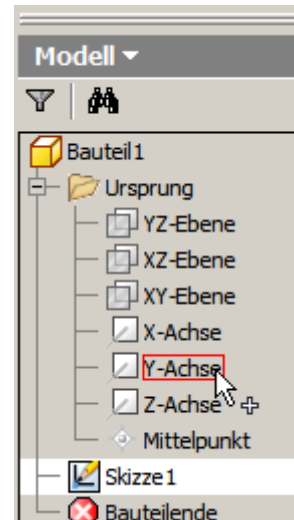 Modell
Bauteil1
Ursprung
YZ-Ebene
XZ-Ebene
XY-Ebene
X-Achse
Y-Achse
Z-Achse
Mittelpunkt
Skizze1
Bauteilende